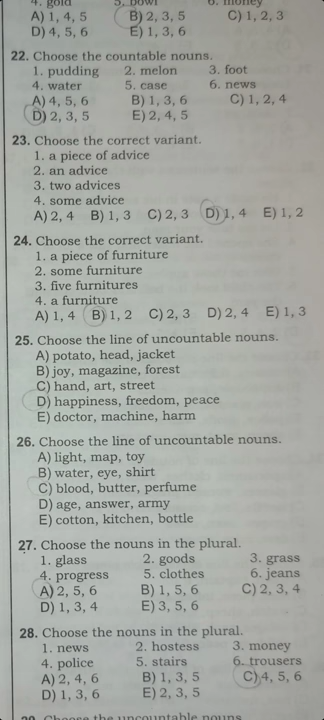 4. gold 5. bowl 6. money
A) 1, 4, 5 B) 2, 3, 5 C) 1, 2, 3
D) 4, 5, 6 E) 1, 3, 6
22. Choose the countable nouns.
1. pudding 2. melon 3. foot
4. water 5. case 6. news
A) 4, 5, 6 B) 1, 3, 6 C) 1, 2, 4
D) 2, 3, 5 E) 2, 4, 5
23. Choose the correct variant.
1. a piece of advice
2. an advice
3. two advices
4. some advice
A) 2, 4 B) 1, 3 C) 2, 3 D) 1, 4 E) 1, 2
24. Choose the correct variant.
1. a piece of furniture
2. some furniture
3. five furnitures
4. a furniture
A) 1, 4 B) 1, 2 C) 2, 3 D) 2, 4 E) 1, 3
25. Choose the line of uncountable nouns.
A) potato, head, jacket
B) joy, magazine, forest
C) hand, art, street
D) happiness, freedom, peace
E) doctor, machine, harm
26. Choose the line of uncountable nouns.
A) light, map, toy
B) water, eye, shirt
C) blood, butter, perfume
D) age, answer, army
E) cotton, kitchen, bottle
27. Choose the nouns in the plural.
1. glass 2. goods 3. grass
4. progress 5. clothes 6. jeans
A) 2, 5, 6 B) 1, 5, 6 C) 2, 3, 4
D) 1, 3, 4 E) 3, 5, 6
28. Choose the nouns in the plural.
1. news 2. hostess 3. money
4. police 5. stairs 6. trousers
A) 2, 4, 6 B) 1, 3, 5 C) 4, 5, 6
D) 1, 3, 6 E) 2, 3, 5
29. Choose the uncountable nouns